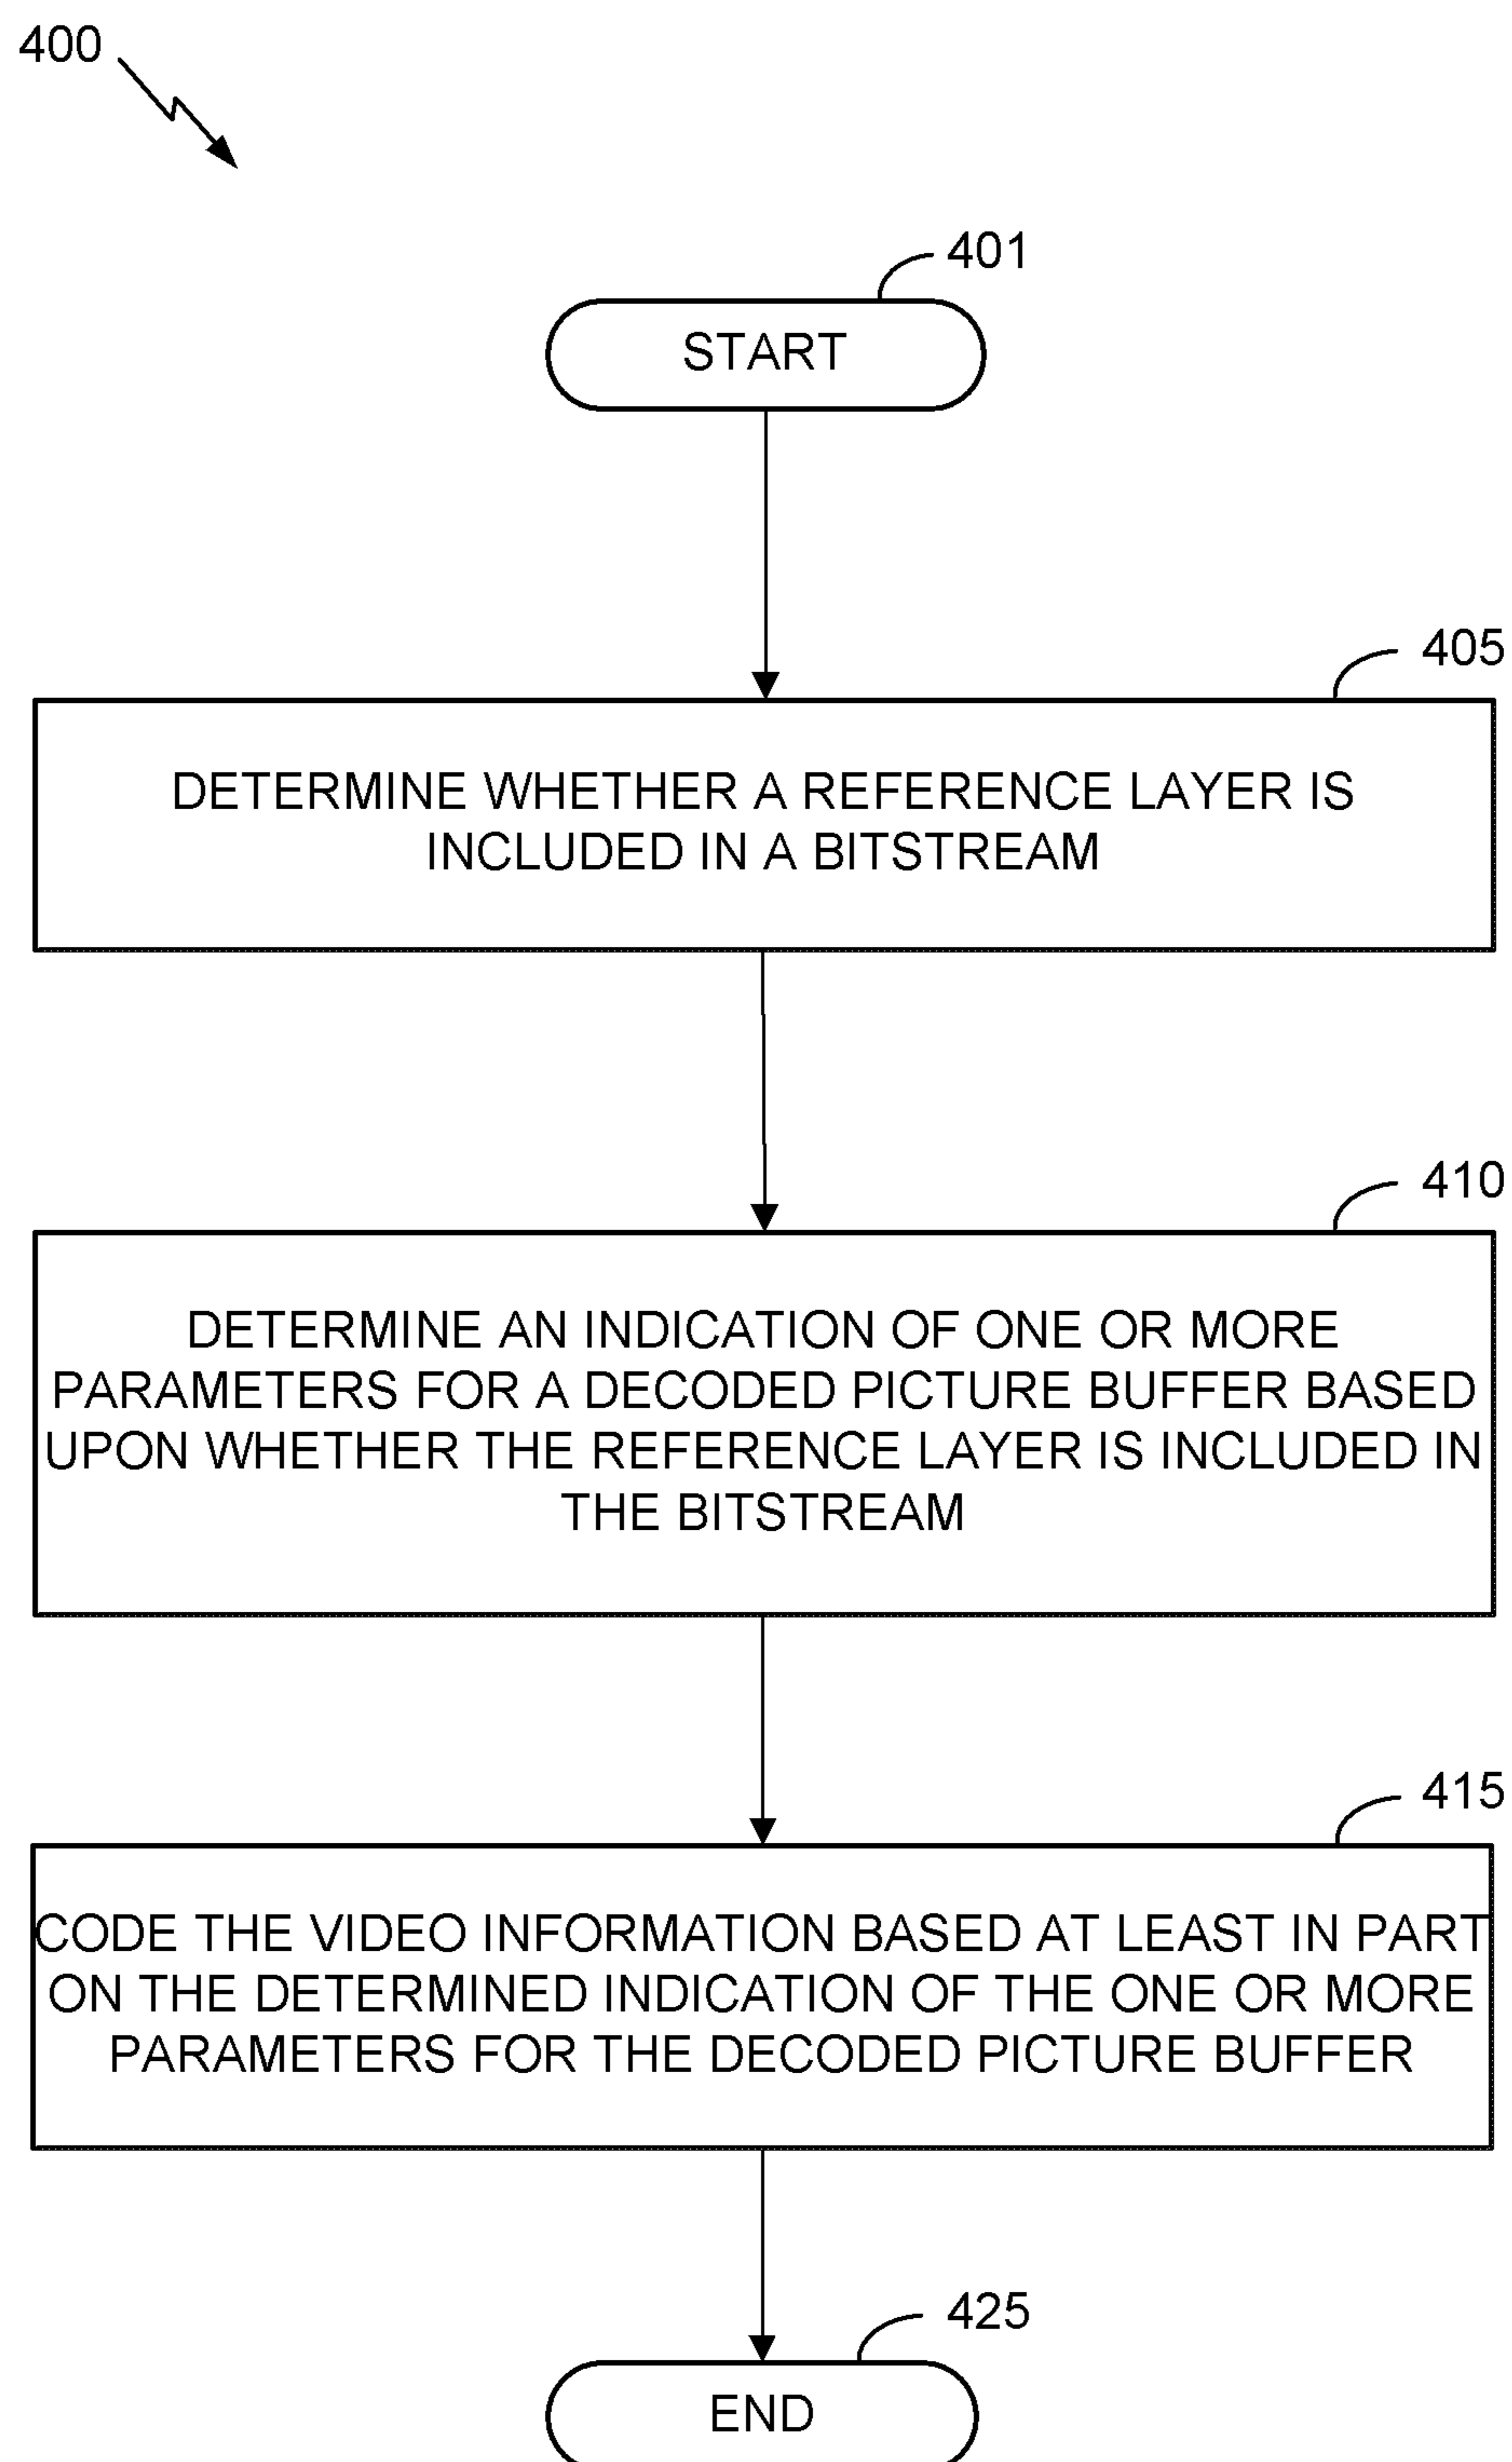 400
401
START
405
DETERMINE WHETHER A REFERENCE LAYER IS
INCLUDED IN A BITSTREAM
410
DETERMINE AN INDICATION OF ONE OR MORE
PARAMETERS FOR A DECODED PICTURE BUFFER BASED
UPON WHETHER THE REFERENCE LAYER IS INCLUDED IN
THE BITSTREAM
415
CODE THE VIDEO INFORMATION BASED AT LEAST IN PART
ON THE DETERMINED INDICATION OF THE ONE OR MORE
PARAMETERS FOR THE DECODED PICTURE BUFFER
425
END